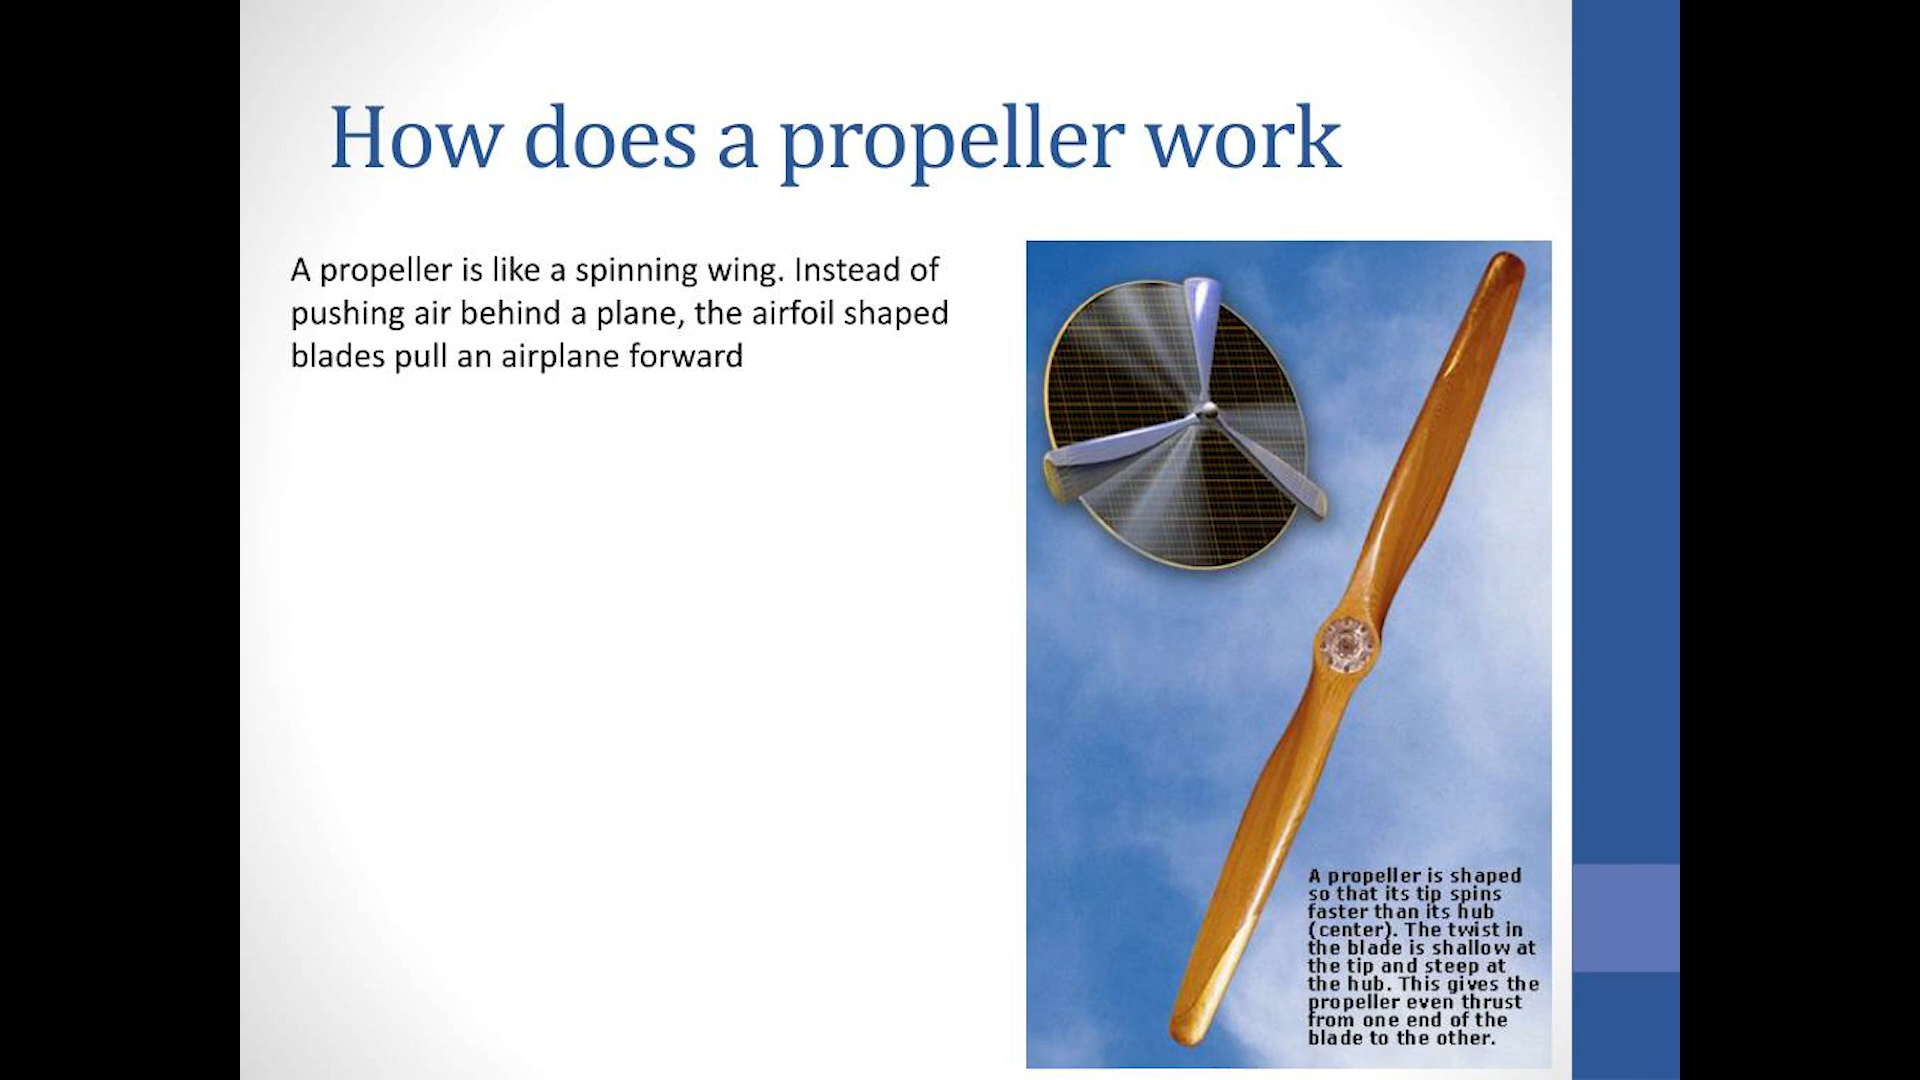 How does a propeller work
A propeller is like a spinning wing. Instead of
pushing air behind a plane, the airfoil shaped
blades pull an airplane forward
A propeller is shaped
so that its tip spins
faster than its hub
(center). The twist in
the blade is shallow at
the tip and steep at
the hub. This gives the
propeller even thrust
from one end of the
blade to the other.